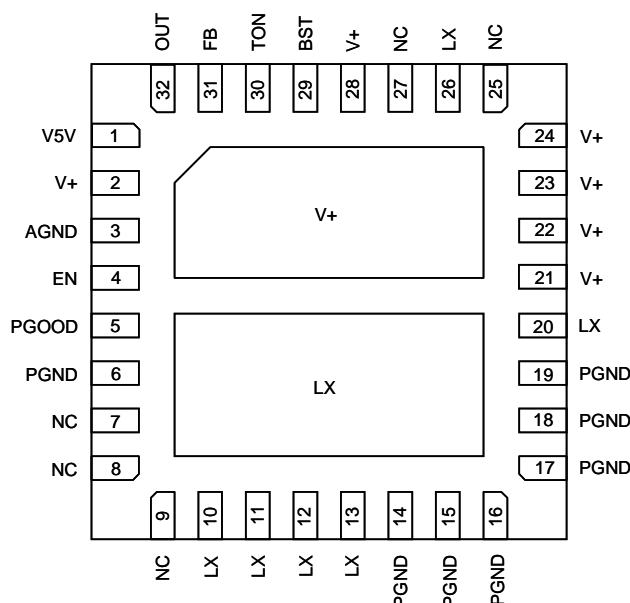 OUT FB TON BST V+ NC LX NC
32 31 30 29 28 27 26 25
V5V 1 24 V+
V+ 2 23 V+
V+
AGND 3 22 V+
EN 4 21 V+
PGOOD 5 20 LX
PGND 6 19 PGND
LX
NC 7 18 PGND
NC 8 17 PGND
9 10 11 12 13 14 15 16
NC LX LX LX LX PGND PGND PGND